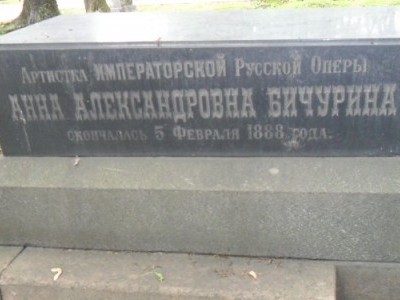 Артистка ИМПЕРАТОРСКОЙ Русской Оперы
АННА АЛЕКСАНДРОВНА БИЧУРИНА
скончалась 5 Февраля 1888 года.